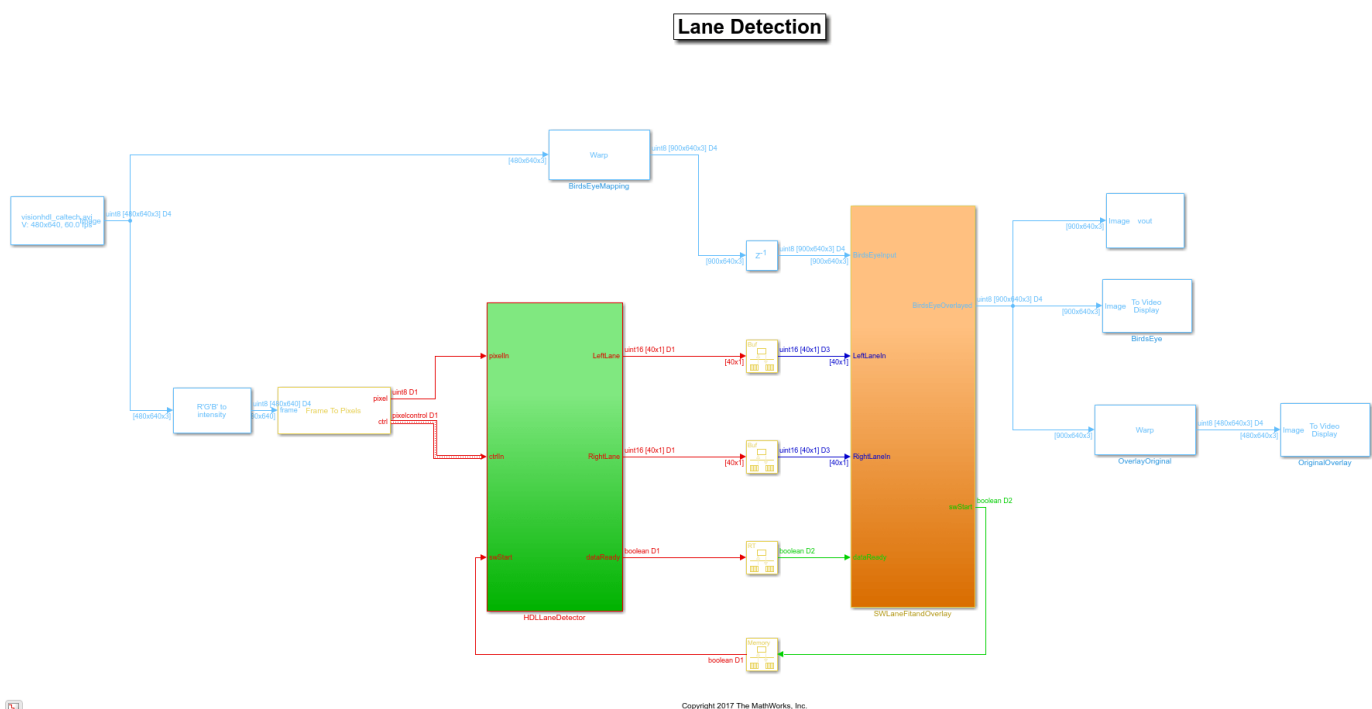 Lane Detection
visionhdl_caltech.avi
V: 480x640, 60.0 fps
Image
uint8 [480x640x3] D4
[480x640x3]
Warp
BirdsEyeMapping
uint8 [900x640x3] D4
[900x640x3]
Z-1
uint8 [900x640x3] D4
[900x640x3]
BirdsEyeInput
BirdsEyeOverlayed
uint8 [900x640x3] D4
[900x640x3]
Image vout
[900x640x3]
Image
To Video
Display
BirdsEye
[480x640x3]
R'G'B' to
intensity
uint8 [480x640] D4
frame
Frame To Pixels
pixel
ctrl
uint8 D1
pixelcontrol D1
pixelIn
ctrlIn
swStart
LeftLane
RightLane
dataReady
HDLLaneDetector
uint16 [40x1] D1
[40x1]
uint16 [40x1] D3
[40x1]
LeftLaneIn
uint16 [40x1] D1
[40x1]
uint16 [40x1] D3
[40x1]
RightLaneIn
boolean D1
boolean D2
swStart
boolean D2
SWLaneFitandOverlay
Memory
boolean D1
[900x640x3]
Warp
OverlayOriginal
uint8 [480x640x3] D4
[480x640x3]
Image
To Video
Display
OriginalOverlay
Copyright 2017 The MathWorks, Inc.